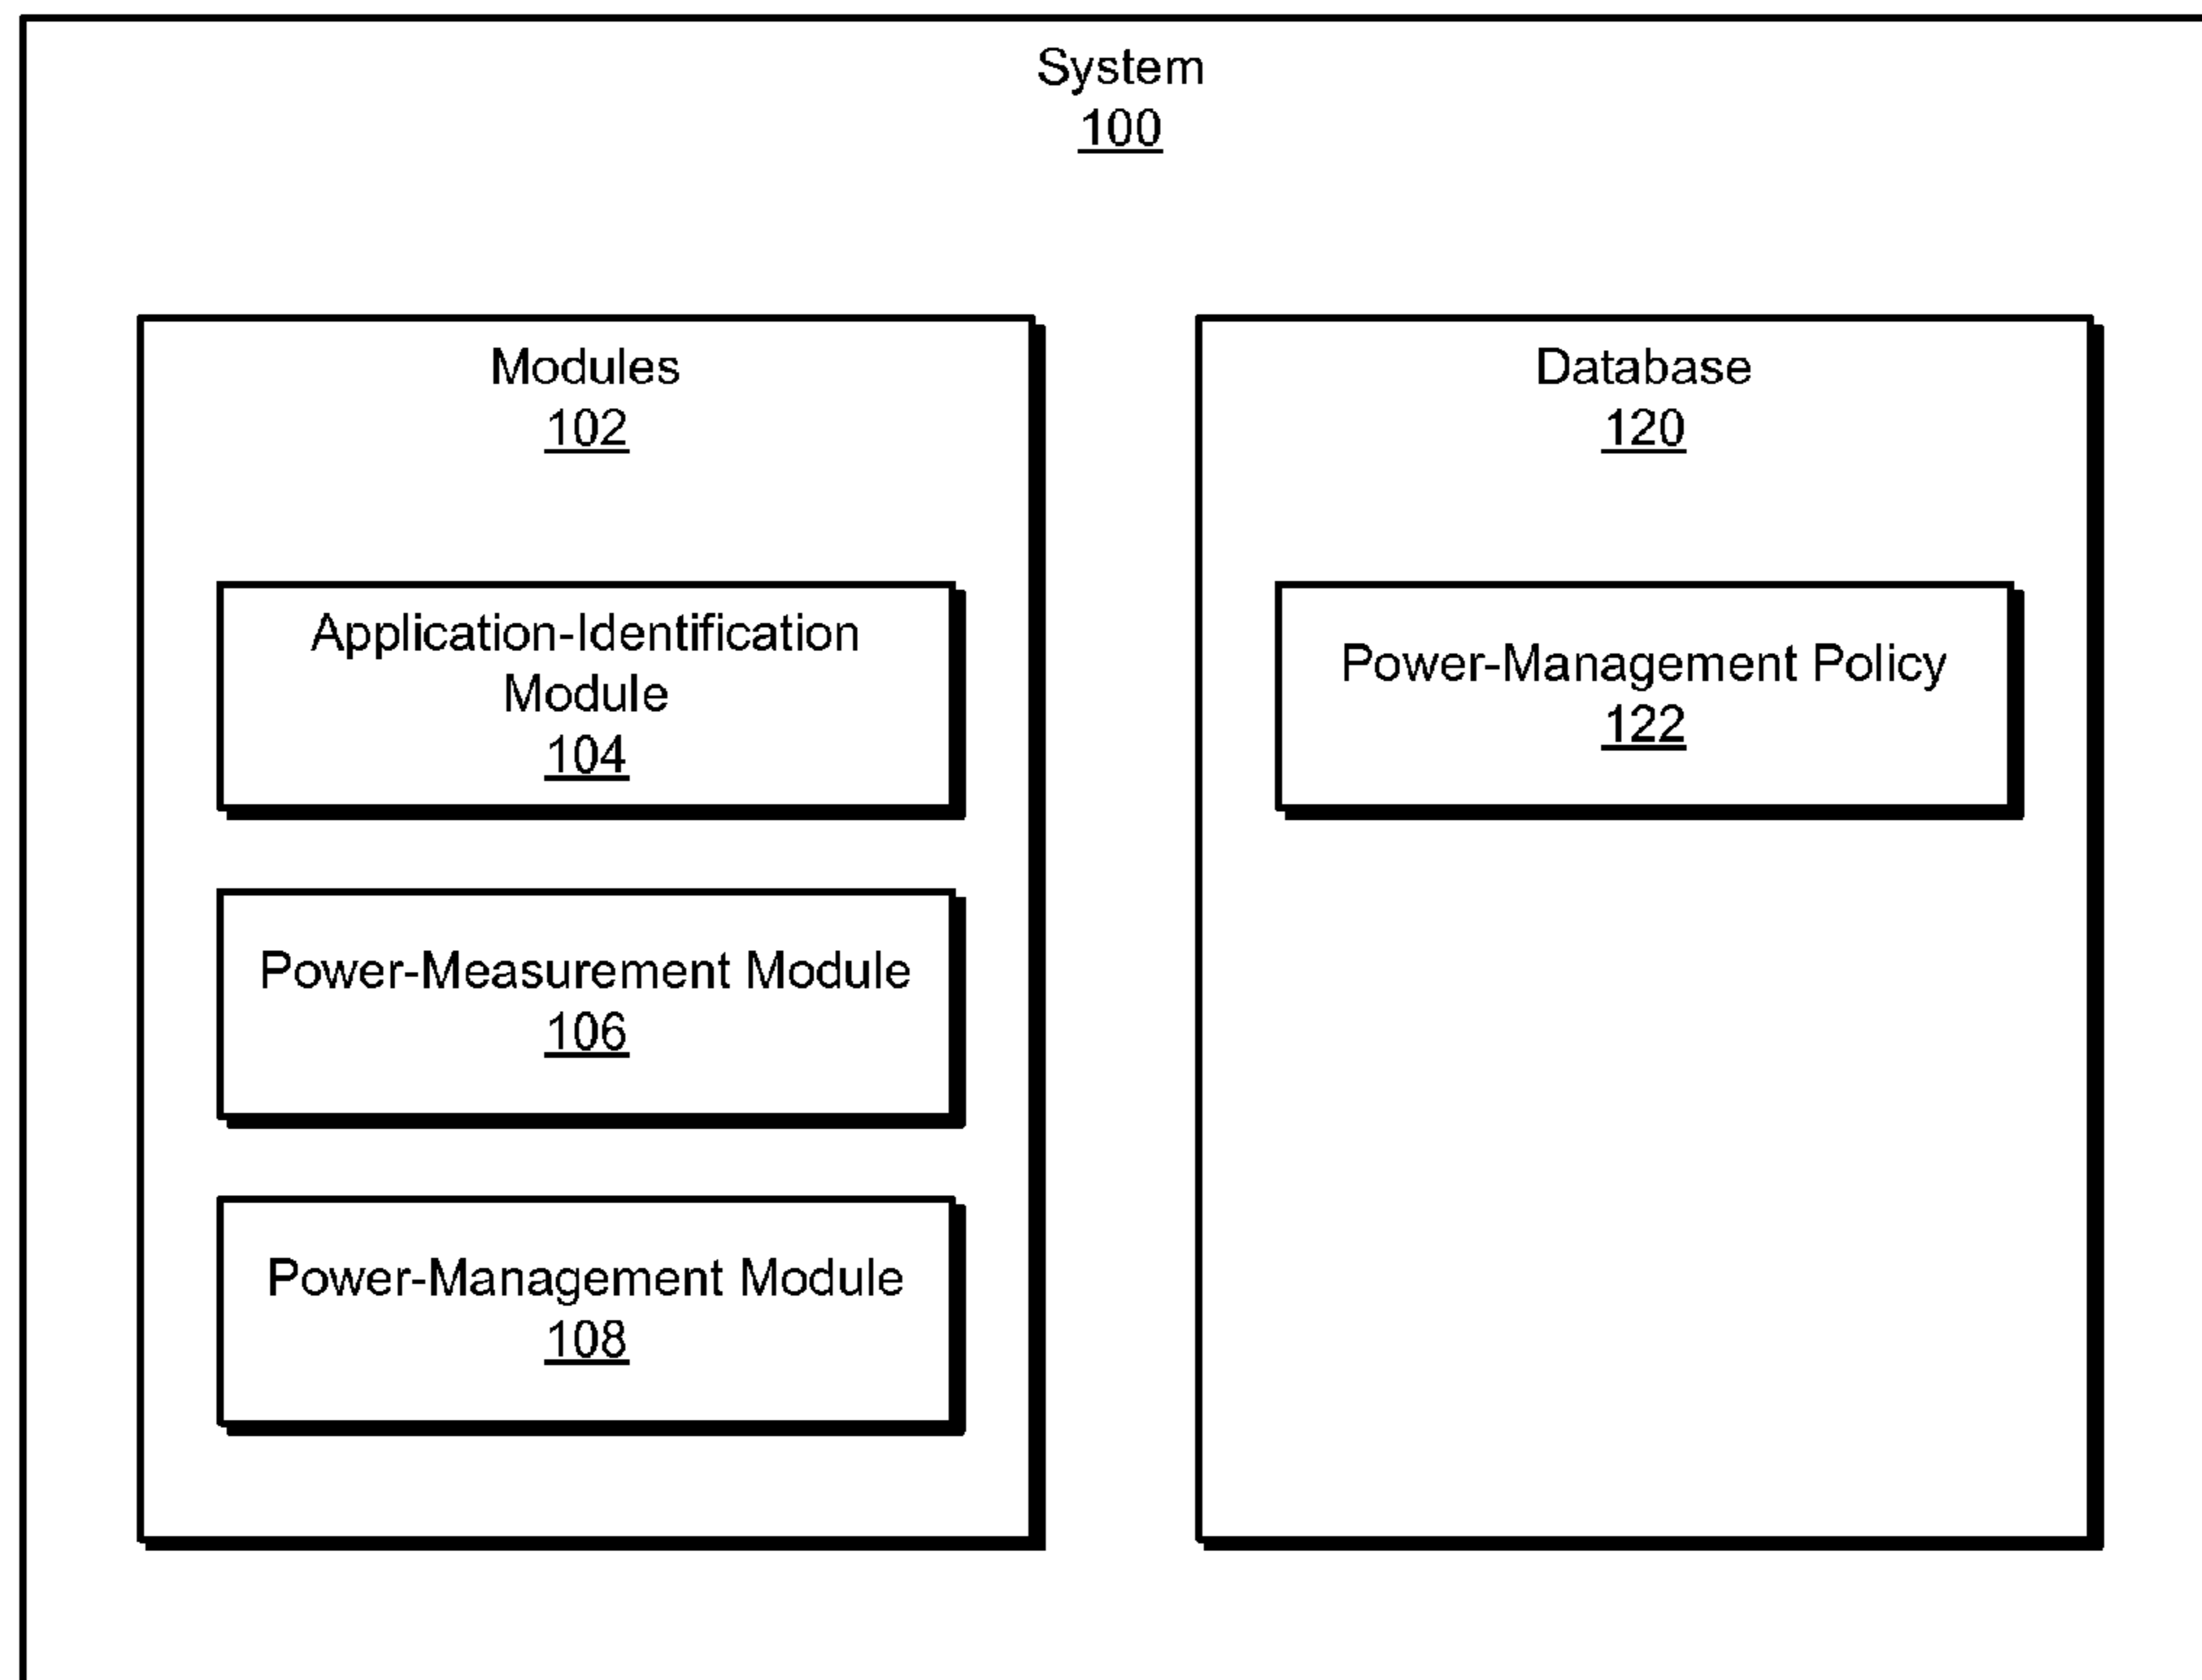 System
100
Modules
102
Application-Identification
Module
104
Power-Measurement Module
106
Power-Management Module
108
Database
120
Power-Management Policy
122